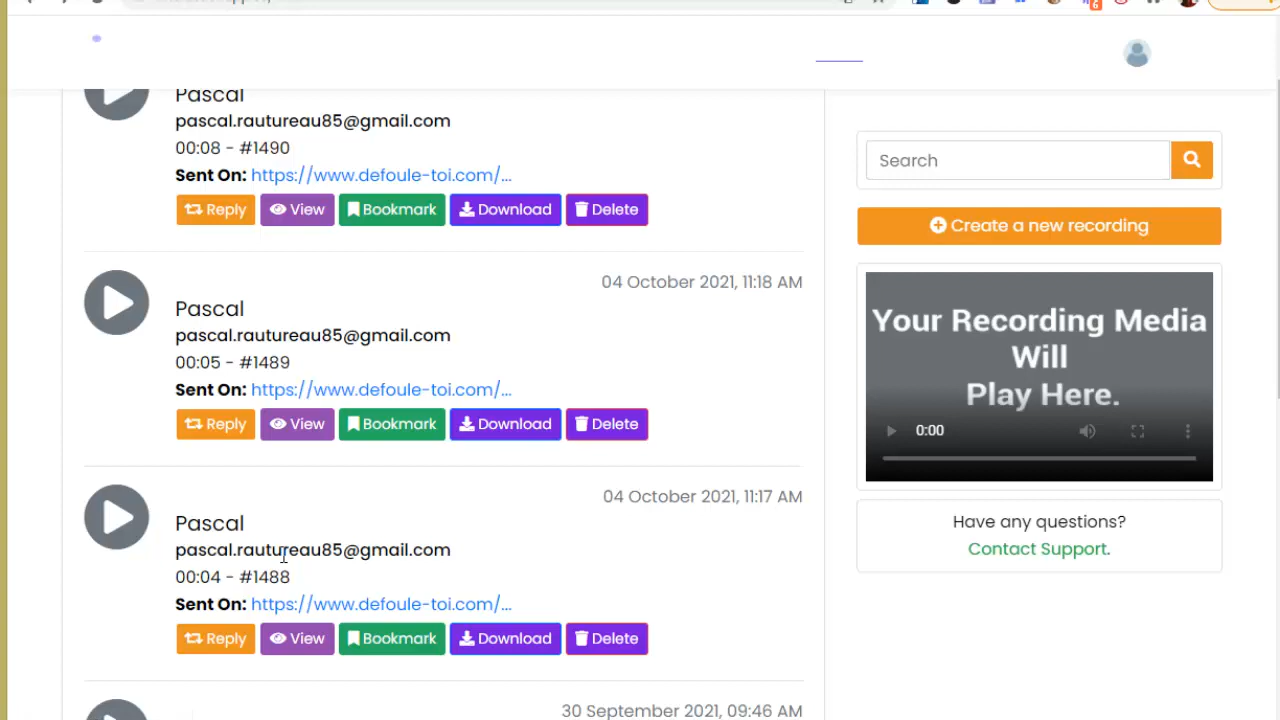 Pascal
pascal.rautureau85@gmail.com
00:08 - #1490
Sent On: https://www.defoule-toi.com/...
Reply View Bookmark Download Delete
04 October 2021, 11:18 AM
Pascal
pascal.rautureau85@gmail.com
00:05 - #1489
Sent On: https://www.defoule-toi.com/...
Reply View Bookmark Download Delete
04 October 2021, 11:17 AM
Pascal
pascal.rautureau85@gmail.com
00:04 - #1488
Sent On: https://www.defoule-toi.com/...
Reply View Bookmark Download Delete
30 September 2021, 09:46 AM
Search
Create a new recording
Your Recording Media
Will
Play Here.
0:00
Have any questions?
Contact Support.
6